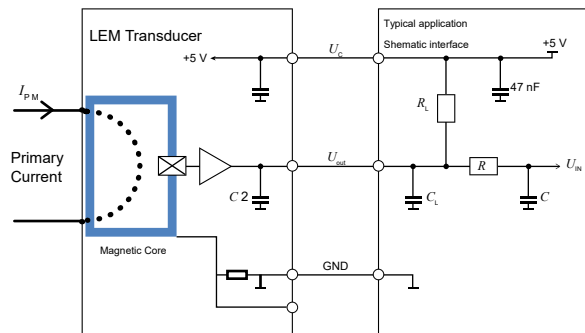 LEM Transducer
Typical application
Shematic interface
+5 V
U_C
+5 V
I_PM
47 nF
R_L
Primary
Current
U_out
U_IN
R
C 2
C_L
C
Magnetic Core
GND